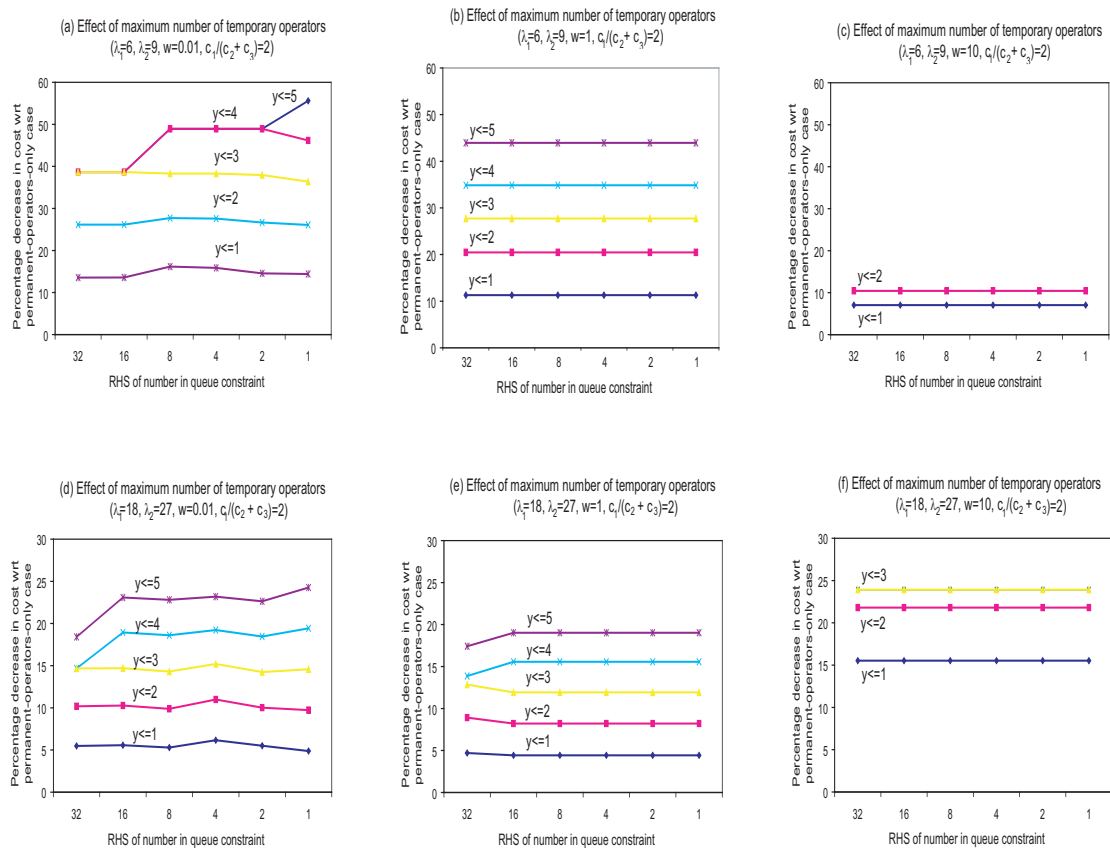 (a) Effect of maximum number of temporary operators
(λ1=6, λ2=9, w=0.01, c1/(c2+ c3)=2)
Percentage decrease in cost wrt
permanent-operators-only case
60
50
40
30
20
10
0
y<=5
y<=4
y<=3
y<=2
y<=1
32 16 8 4 2 1
RHS of number in queue constraint
(b) Effect of maximum number of temporary operators
(λ1=6, λ2=9, w=1, c1/(c2+ c3)=2)
Percentage decrease in cost wrt
permanent-operators-only case
60
50
40
30
20
10
0
y<=5
y<=4
y<=3
y<=2
y<=1
32 16 8 4 2 1
RHS of number in queue constraint
(c) Effect of maximum number of temporary operators
(λ1=6, λ2=9, w=10, c1/(c2+ c3)=2)
Percentage decrease in cost wrt
permanent-operators-only case
60
50
40
30
20
10
0
y<=2
y<=1
32 16 8 4 2 1
RHS of number in queue constraint
(d) Effect of maximum number of temporary operators
(λ1=18, λ2=27, w=0.01, c1/(c2 + c3)=2)
Percentage decrease in cost wrt
permanent-operators-only case
30
25
20
15
10
5
0
y<=5
y<=4
y<=3
y<=2
y<=1
32 16 8 4 2 1
RHS of number in queue constraint
(e) Effect of maximum number of temporary operators
(λ1=18, λ2=27, w=1, c1/(c2 + c3)=2)
Percentage decrease in cost wrt
permanent-operators-only case
30
25
20
15
10
5
0
y<=5
y<=4
y<=3
y<=2
y<=1
32 16 8 4 2 1
RHS of number in queue constraint
(f) Effect of maximum number of temporary operators
(λ1=18, λ2=27, w=10, c1/(c2 + c3)=2)
Percentage decrease in cost wrt
permanent-operators-only case
30
25
20
15
10
5
0
y<=3
y<=2
y<=1
32 16 8 4 2 1
RHS of number in queue constraint